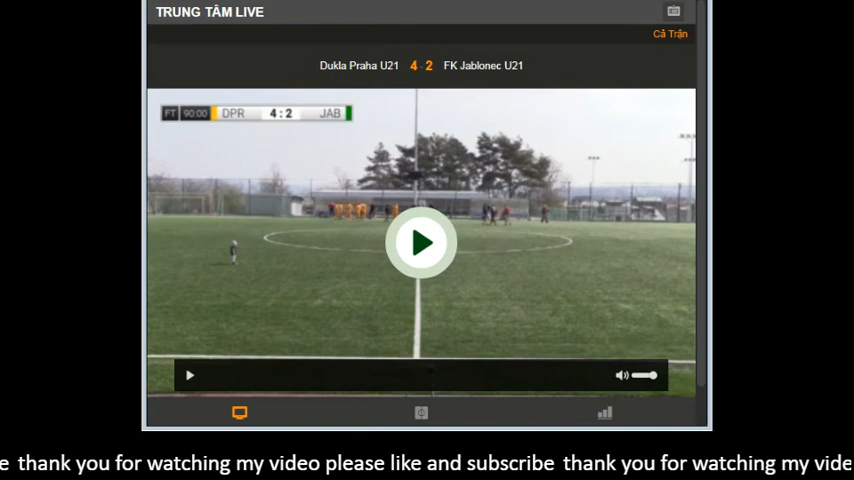 TRUNG TÂM LIVE
Cả Trận
Dukla Praha U21 4 - 2 FK Jablonec U21
FT 90:00 DPR 4:2 JAB
e thank you for watching my video please like and subscribe thank you for watching my vide